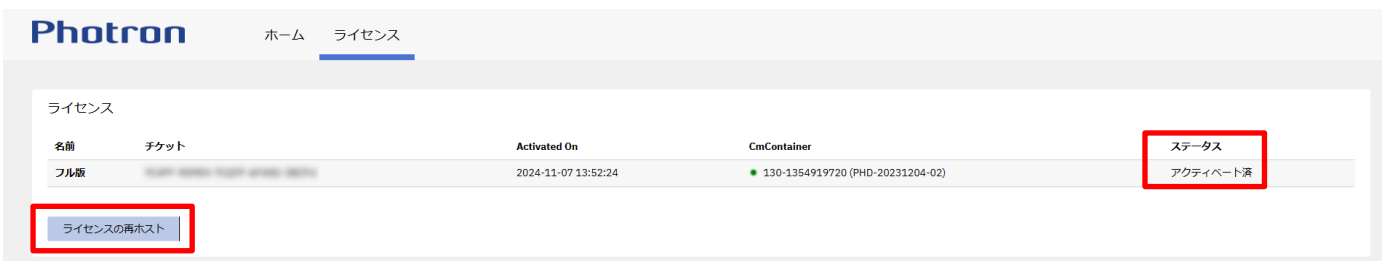 Photron ホーム ライセンス
ライセンス
名前 チケット Activated On CmContainer ステータス
フル版 2024-11-07 13:52:24 130-1354919720 (PHD-20231204-02) アクティベート済
ライセンスの再ホスト